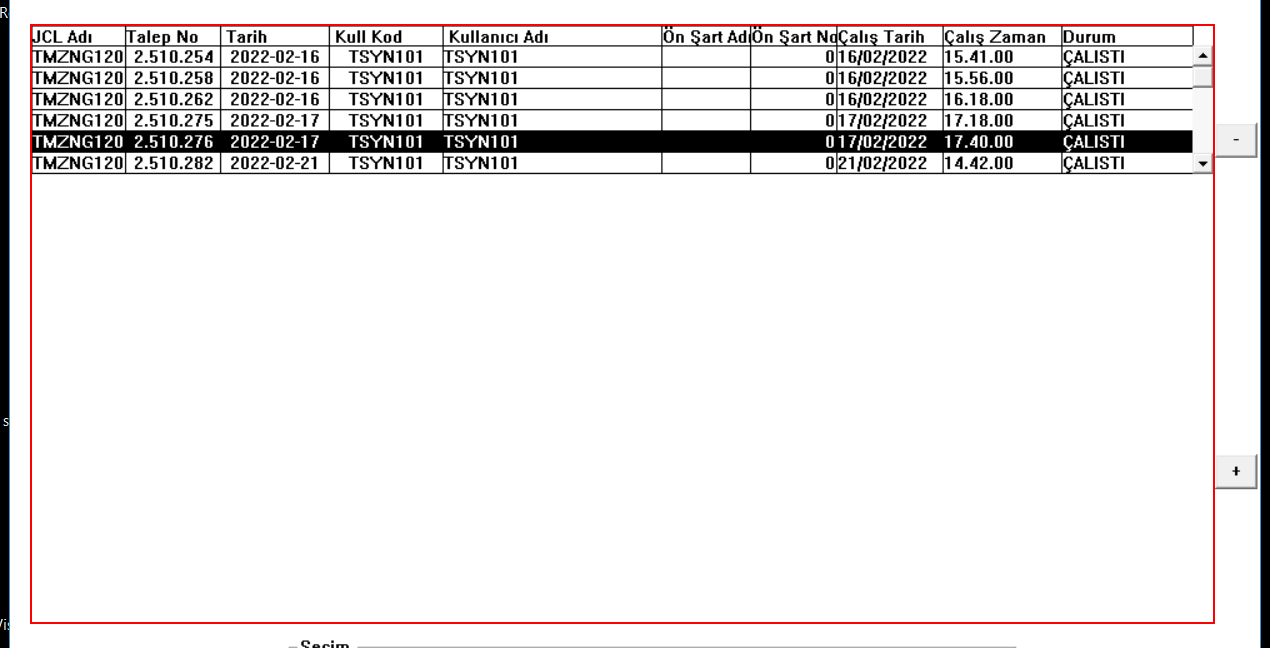 JCL Adı Talep No Tarih Kull Kod Kullanıcı Adı Ön Şart Adı Ön Şart No Çalış Tarih Çalış Zaman Durum
TMZNG120 2.510.254 2022-02-16 TSYN101 TSYN101 0 16/02/2022 15.41.00 ÇALISTI
TMZNG120 2.510.258 2022-02-16 TSYN101 TSYN101 0 16/02/2022 15.56.00 ÇALISTI
TMZNG120 2.510.262 2022-02-16 TSYN101 TSYN101 0 16/02/2022 16.18.00 ÇALISTI
TMZNG120 2.510.275 2022-02-17 TSYN101 TSYN101 0 17/02/2022 17.18.00 ÇALISTI
TMZNG120 2.510.276 2022-02-17 TSYN101 TSYN101 0 17/02/2022 17.40.00 ÇALISTI
TMZNG120 2.510.282 2022-02-21 TSYN101 TSYN101 0 21/02/2022 14.42.00 ÇALISTI
-
+
Seçim